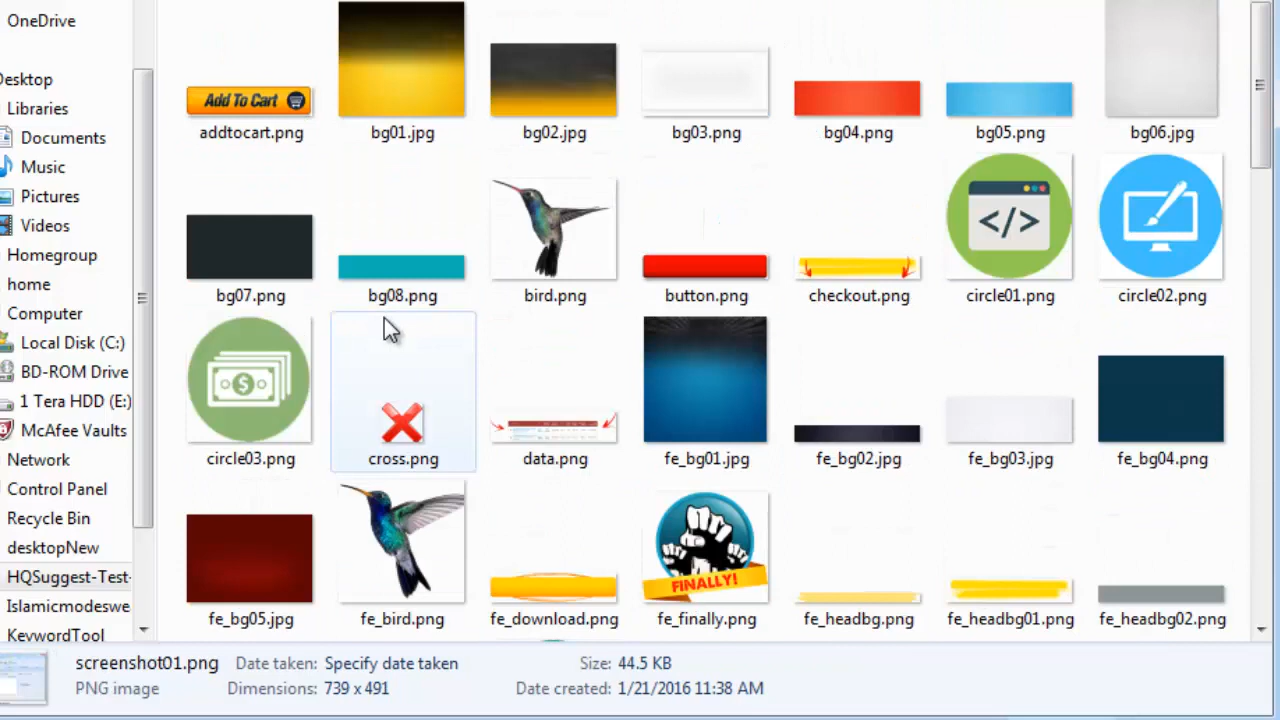 OneDrive
Desktop
Libraries
Documents
Music
Pictures
Videos
Homegroup
home
Computer
Local Disk (C:)
BD-ROM Drive
1 Tera HDD (E:)
McAfee Vaults
Network
Control Panel
Recycle Bin
desktopNew
HQSuggest-Test-
Islamicmodeswe
KeywordTool
Add To Cart
addtocart.png
bg01.jpg
bg02.jpg
bg03.png
bg04.png
bg05.png
bg06.jpg
</>
bg07.png
bg08.png
bird.png
button.png
checkout.png
circle01.png
circle02.png
$
circle03.png
cross.png
data.png
fe_bg01.jpg
fe_bg02.jpg
fe_bg03.jpg
fe_bg04.png
FINALLY!
fe_bg05.jpg
fe_bird.png
fe_download.png
fe_finally.png
fe_headbg.png
fe_headbg01.png
fe_headbg02.png
screenshot01.png Date taken: Specify date taken Size: 44.5 KB
PNG image Dimensions: 739 x 491 Date created: 1/21/2016 11:38 AM